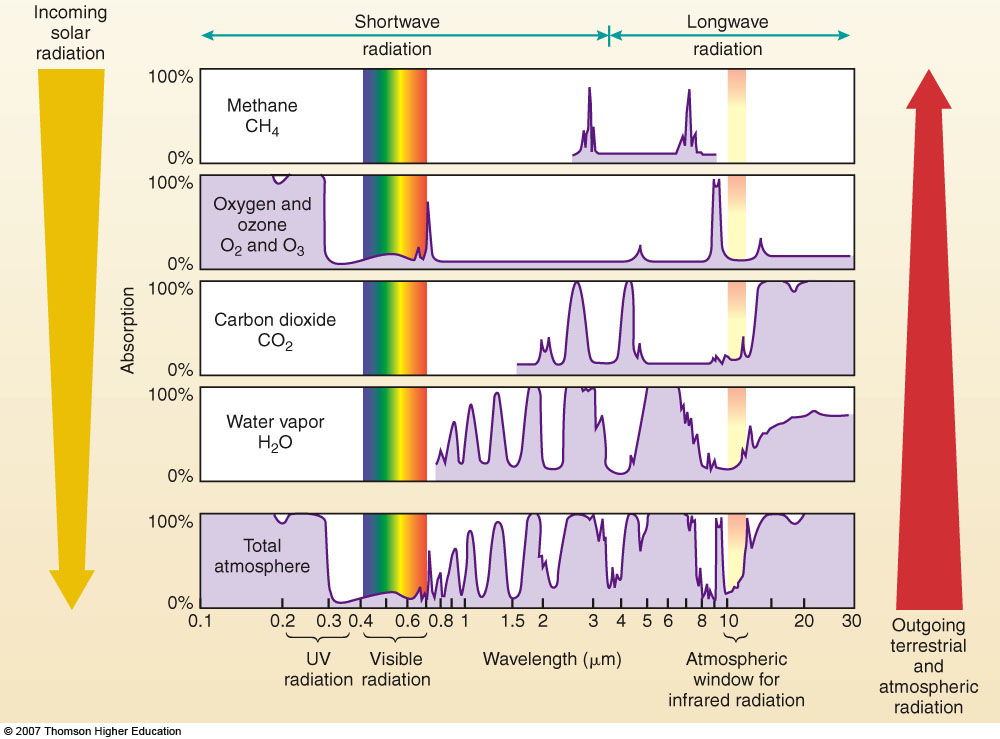 Incoming
solar
radiation
Shortwave
radiation
Longwave
radiation
100%
Methane
CH₄
0%
100%
Oxygen and
ozone
O₂ and O₃
0%
Absorption
100%
Carbon dioxide
CO₂
0%
100%
Water vapor
H₂O
0%
100%
Total
atmosphere
0%
0.1 0.2 0.3 0.4 0.6 0.8 1 1.5 2 3 4 5 6 8 10 20 30
UV
radiation
Visible
radiation
Wavelength (μm)
Atmospheric
window for
infrared radiation
Outgoing
terrestrial
and
atmospheric
radiation
© 2007 Thomson Higher Education